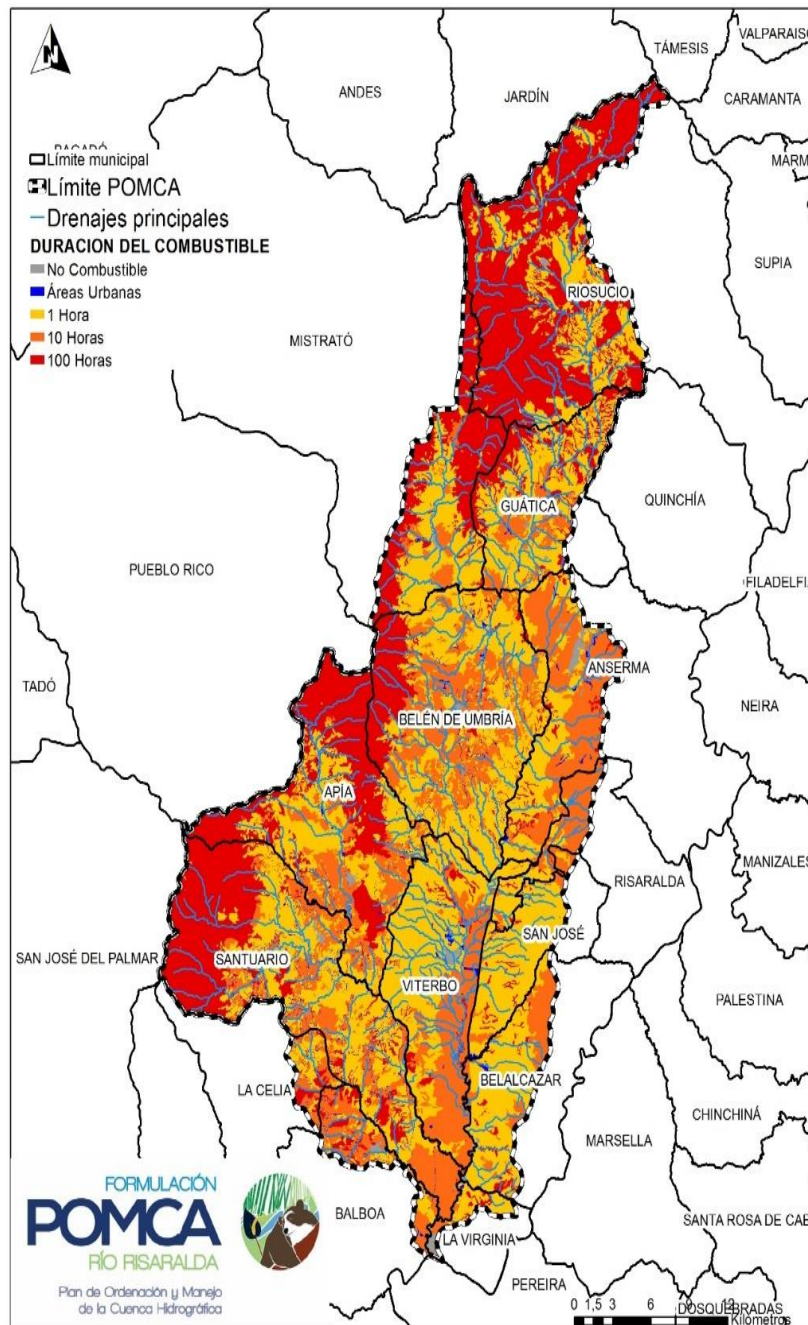 N
VALPARAISO
TÁMESIS
ANDES
JARDÍN
CARAMANTA
Límite municipal
Límite POMCA
Drenajes principales
DURACION DEL COMBUSTIBLE
No Combustible
Áreas Urbanas
1 Hora
10 Horas
100 Horas
MARM
SUPIA
RIOSUCIO
MISTRATÓ
GUÁTICA
QUINCHÍA
PUEBLO RICO
FILADELFI
ANSERMA
TADÓ
NEIRA
BELÉN DE UMBRÍA
APÍA
MANIZALES
RISARALDA
SAN JOSÉ
SAN JOSÉ DEL PALMAR
SANTUARIO
VITERBO
PALESTINA
BELALCAZAR
LA CELIA
CHINCHINÁ
MARSELLA
FORMULACIÓN
POMCA
RÍO RISARALDA
Plan de Ordenación y Manejo
de la Cuenca Hidrográfica
BALBOA
SANTA ROSA DE CAB
LA VIRGINIA
PEREIRA
DOSQUEBRADAS
0 1,5 3 6 9 12
Kilómetros